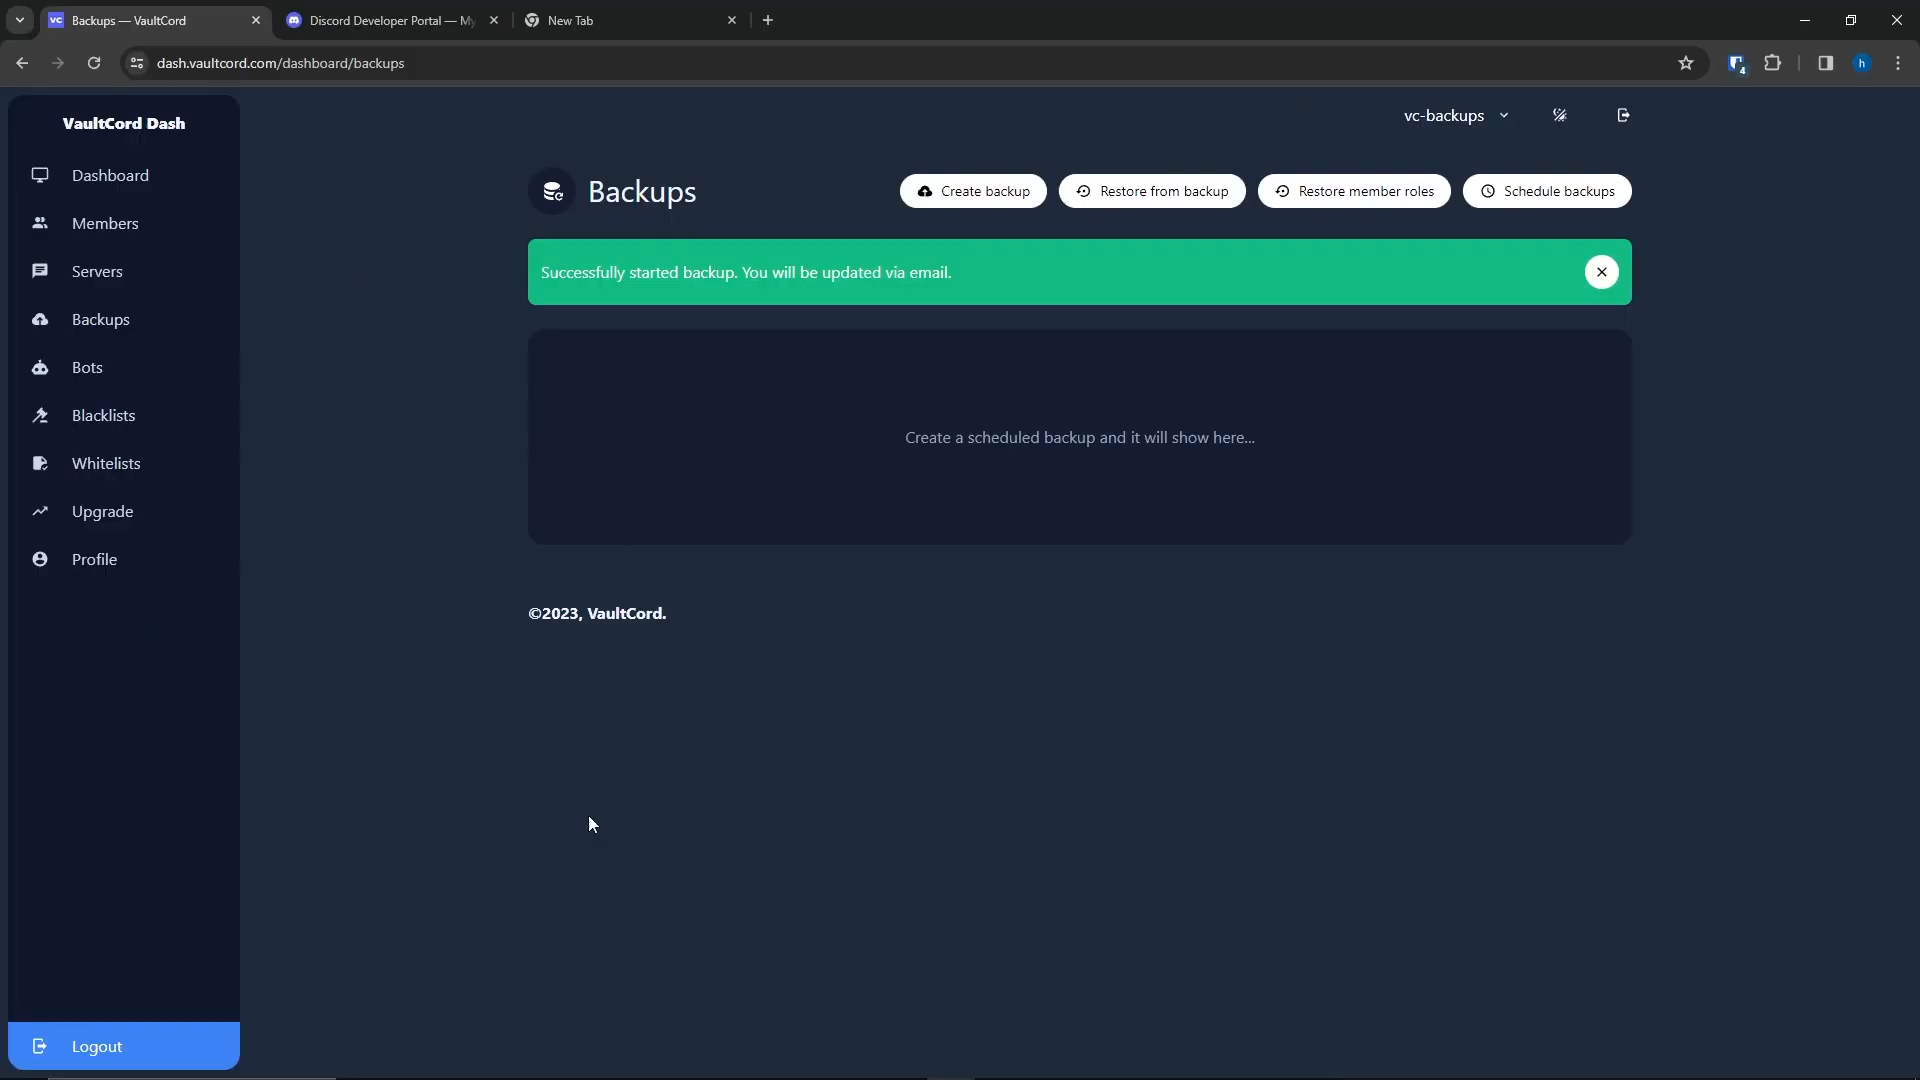 VC Backups — VaultCord
Discord Developer Portal — My
New Tab
dash.vaultcord.com/dashboard/backups
4
h
VaultCord Dash
vc-backups
Dashboard
Members
Servers
Backups
Bots
Blacklists
Whitelists
Upgrade
Profile
Logout
Backups
Create backup
Restore from backup
Restore member roles
Schedule backups
Successfully started backup. You will be updated via email.
Create a scheduled backup and it will show here...
©2023, VaultCord.